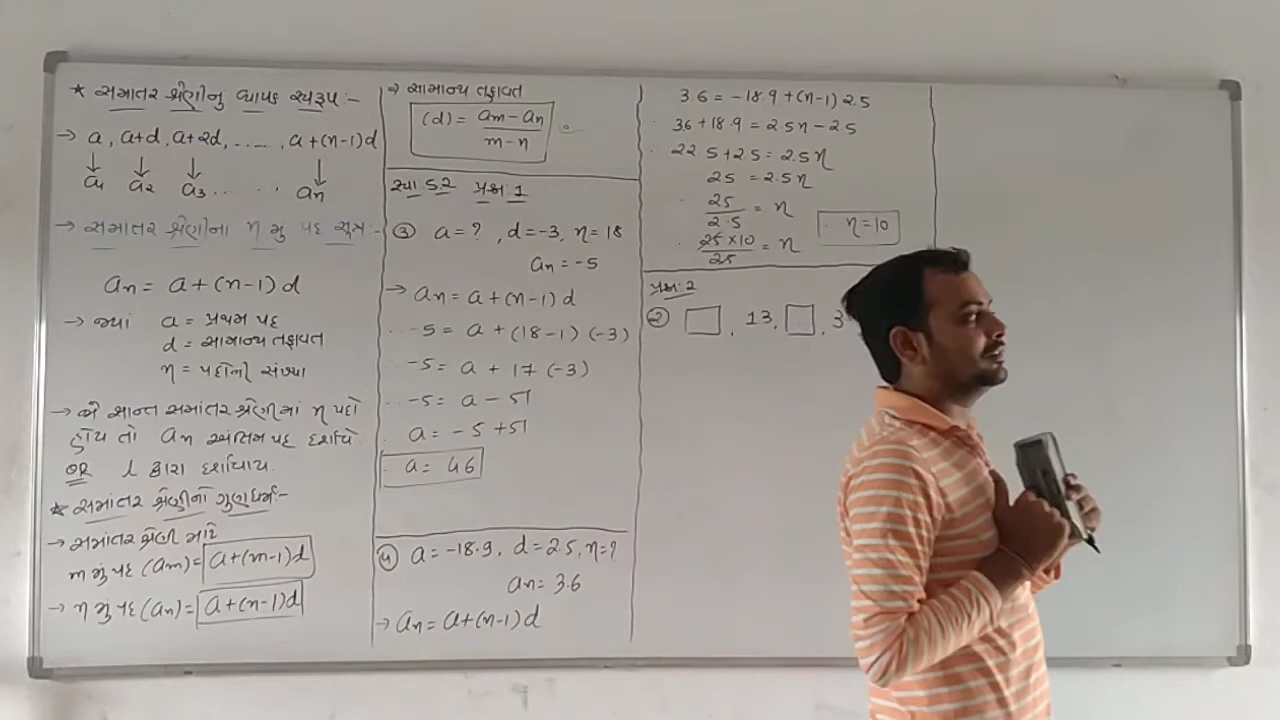 * સમાંતર શ્રેણીનું વ્યાપક સ્વરૂપ :-
→ a, a+d, a+2d, ....., a+(n-1)d
↓ ↓ ↓ ↓
a1 a2 a3 ... . . an
→ સમાંતર શ્રેણીના n મું પદ સૂત્ર :-
an = a+(n-1)d
→ જ્યાં a = પ્રથમ પદ
d = સામાન્ય તફાવત
n = પદોની સંખ્યા
→ જો સાન્ત સમાંતર શ્રેણીમાં n પદો
હોય તો an અંતિમ પદ દર્શાવે
OR l દ્વારા દર્શાવાય.
* સમાંતર શ્રેણીનો ગુણધર્મ :-
→ સમાંતર શ્રેણી માટે
m મું પદ (am) = a+(m-1)d
→ n મું પદ (an) = a+(n-1)d
→ સામાન્ય તફાવત
(d) = am-an / m-n
સ્વા 5.2 પ્રશ્ન 1
③ a=?, d=-3, n=18
an=-5
→ an = a+(n-1)d
-5 = a+(18-1)(-3)
-5 = a + 17(-3)
-5 = a - 51
a = -5 + 51
a = 46
૫ a=-18.9, d=2.5, n=?
an=3.6
→ an = a+(n-1)d
3.6 = -18.9+(n-1)2.5
3.6+18.9 = 2.5n-2.5
22.5+2.5 = 2.5n
25 = 2.5n
25/2.5 = n
25×10/25 = n
n=10
પ્રશ્ન:2
૨ □, 13, □, 3